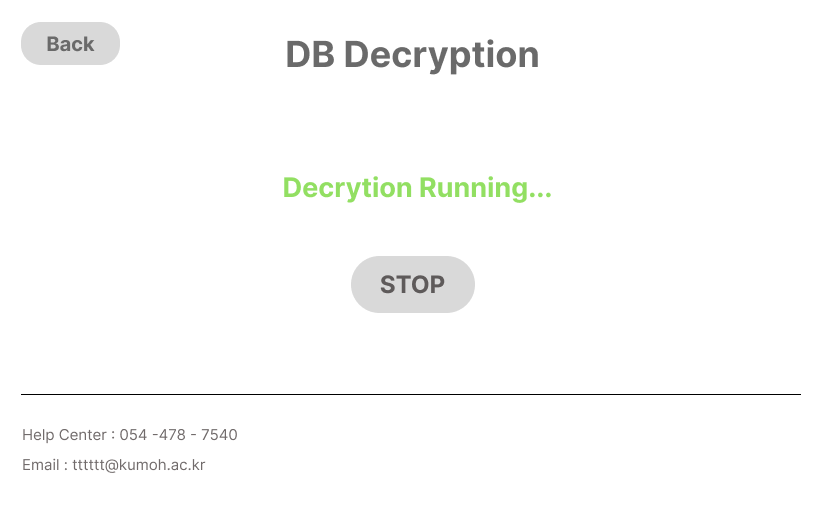 Back
DB Decryption
Decrytion Running...
STOP
Help Center : 054 -478 - 7540
Email : tttttt@kumoh.ac.kr